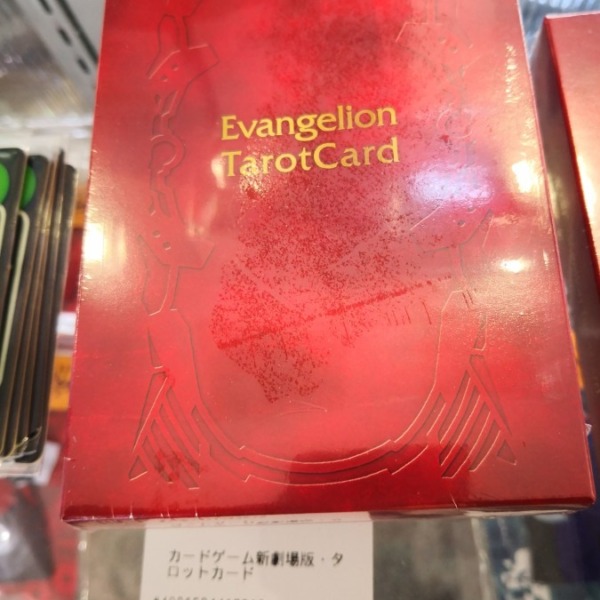 Evangelion
TarotCard
カードゲーム新劇場版・タ
ロットカード